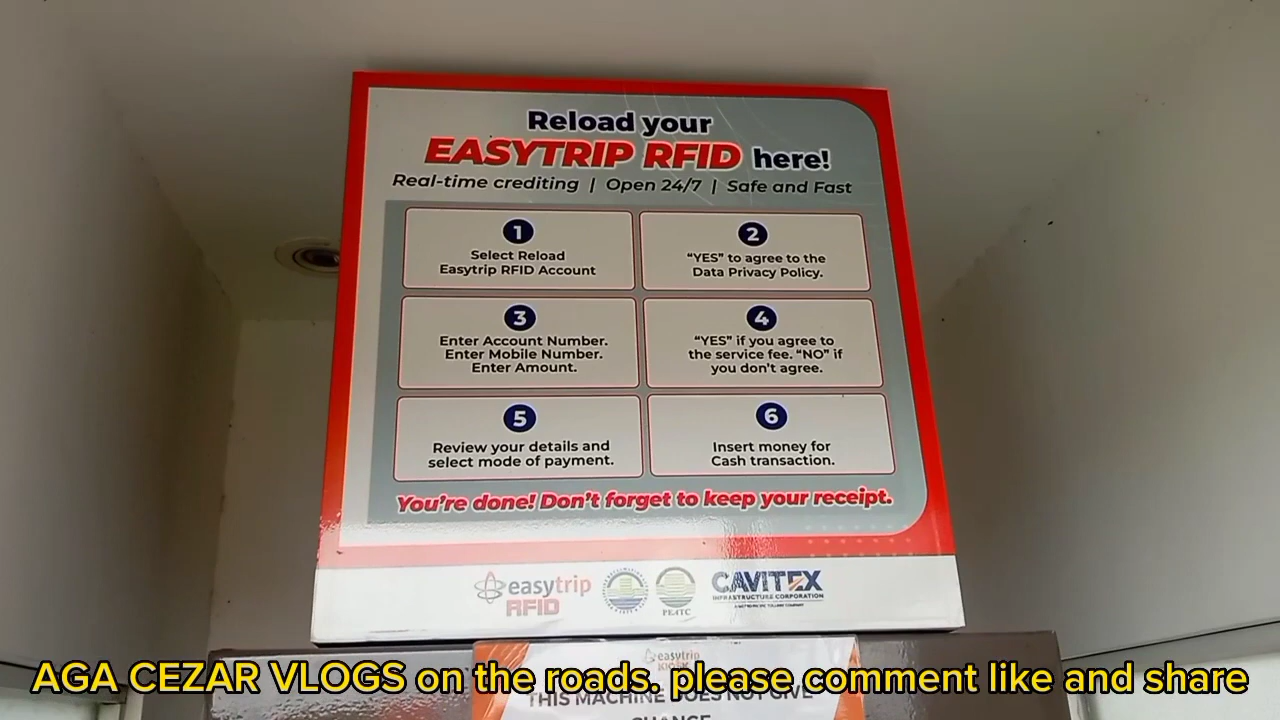 Reload your
EASYTRIP RFID here!
Real-time crediting | Open 24/7 | Safe and Fast
1
Select Reload
Easytrip RFID Account
2
"YES" to agree to the
Data Privacy Policy.
3
Enter Account Number.
Enter Mobile Number.
Enter Amount.
4
"YES" if you agree to
the service fee. "NO" if
you don't agree.
5
Review your details and
select mode of payment.
6
Insert money for
Cash transaction.
You're done! Don't forget to keep your receipt.
easytrip
RFID
PEATC
CAVITEX
INFRASTRUCTURE CORPORATION
easytrip
KIOSK
THIS MACHINE DOES NOT GIVE
CHANGE
AGA CEZAR VLOGS on the roads. please comment like and share